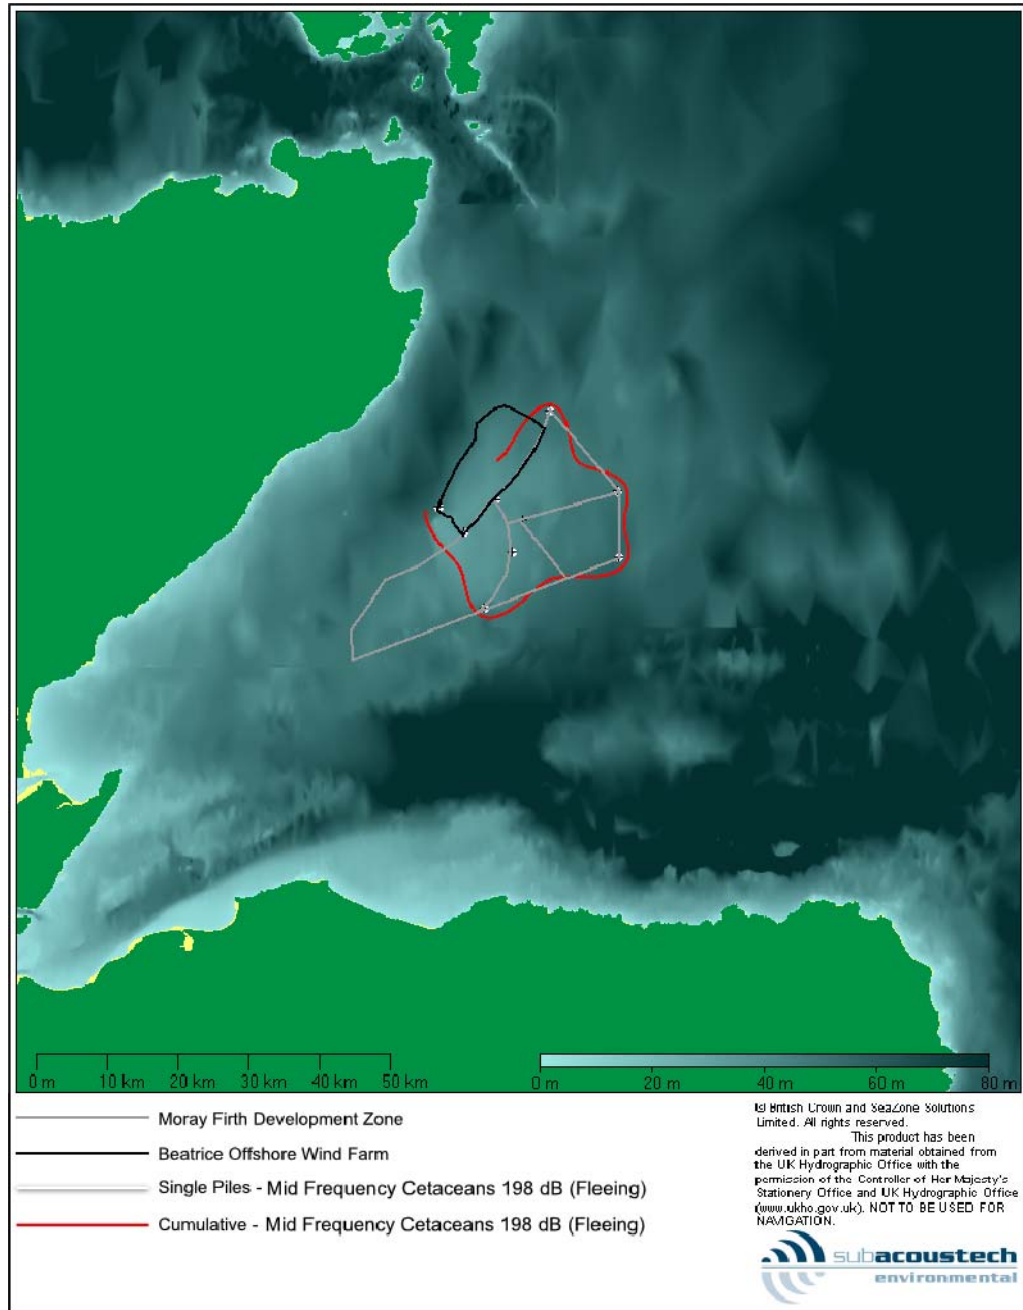 0 m 10 km 20 km 30 km 40 km 50 km
0 m 20 m 40 m 60 m 80 m
Moray Firth Development Zone
Beatrice Offshore Wind Farm
Single Piles - Mid Frequency Cetaceans 198 dB (Fleeing)
Cumulative - Mid Frequency Cetaceans 198 dB (Fleeing)
(c) British Crown and SeaZone Solutions
Limited. All rights reserved.
This product has been
derived in part from material obtained from
the UK Hydrographic Office with the
permission of the Controller of Her Majesty's
Stationery Office and UK Hydrographic Office
(www.ukho.gov.uk). NOT TO BE USED FOR
NAVIGATION.
subacoustech
environmental